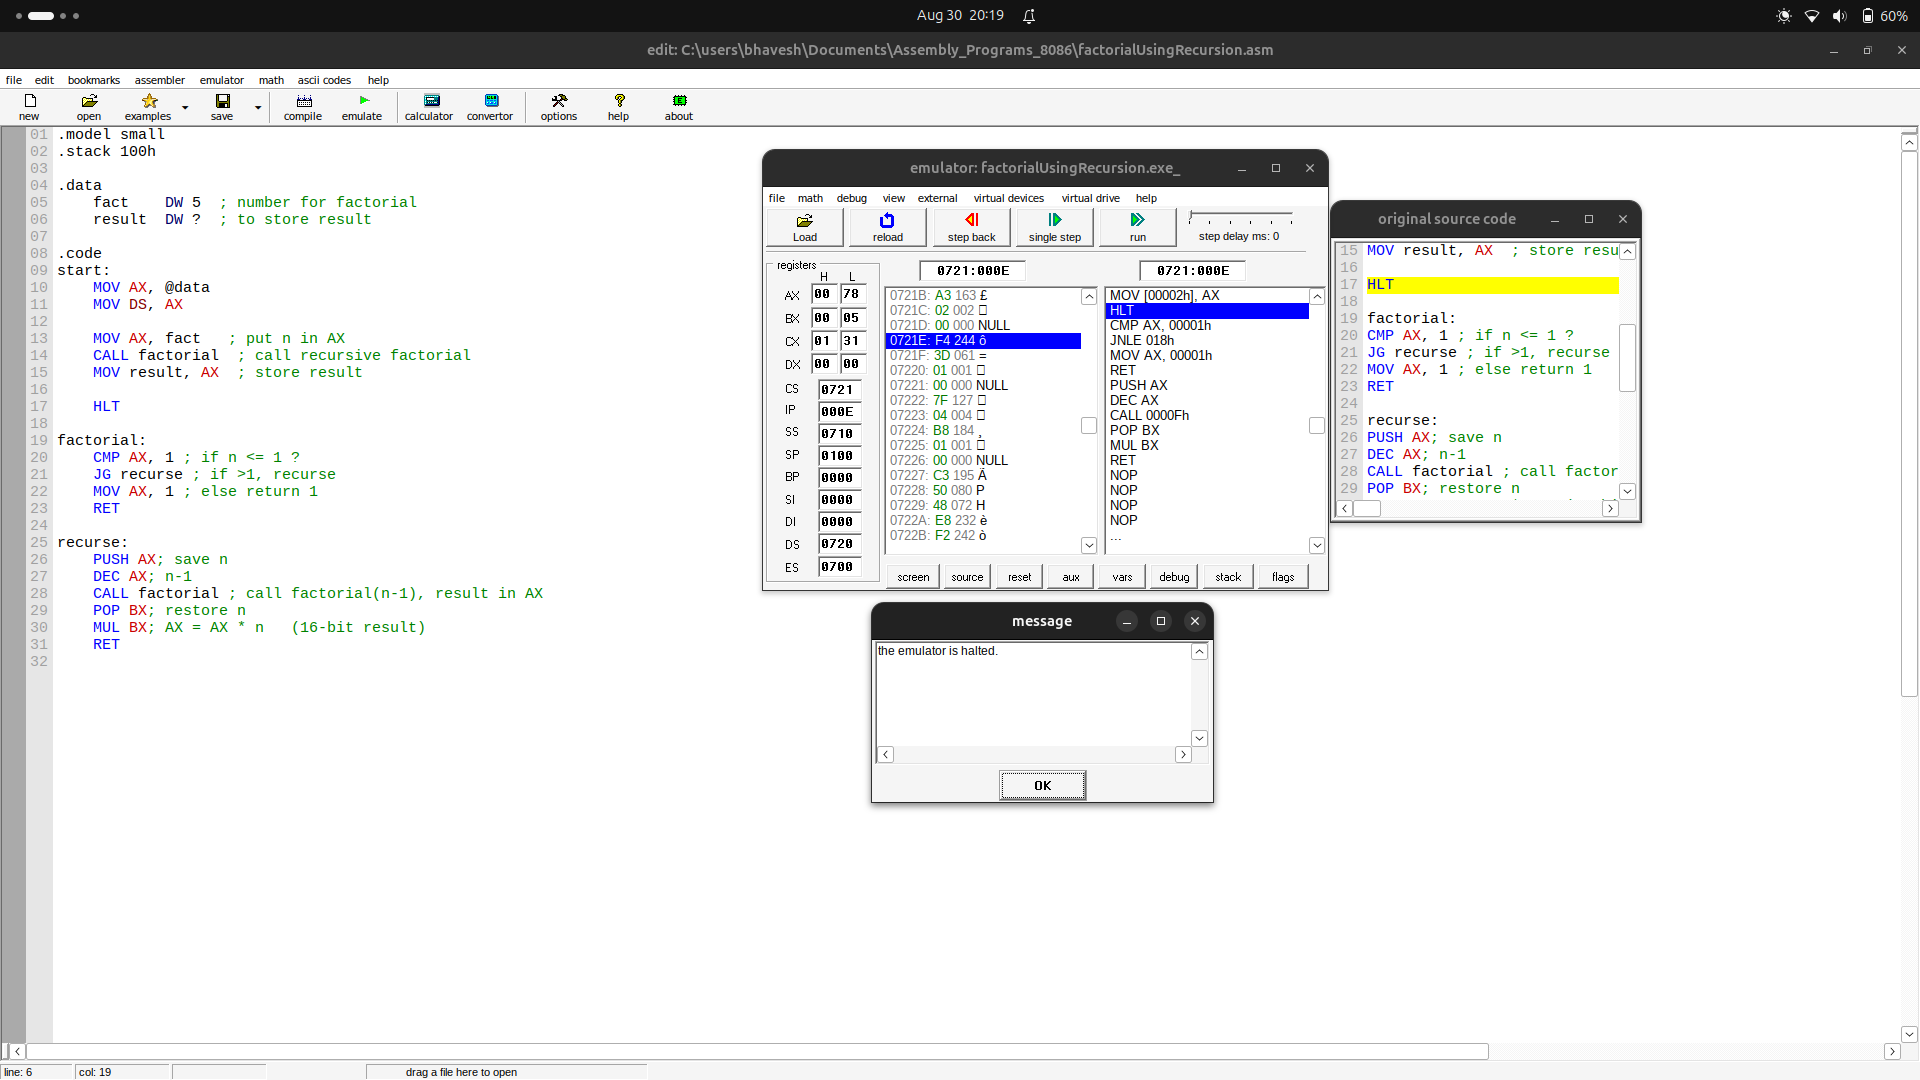 Aug 30 20:19
60%
edit: C:\users\bhavesh\Documents\Assembly_Programs_8086\factorialUsingRecursion.asm
file edit bookmarks assembler emulator math ascii codes help
new open examples save compile emulate calculator convertor options help about
01 .model small
02 .stack 100h
03
04 .data
05     fact    DW 5  ; number for factorial
06     result  DW ?  ; to store result
07
08 .code
09 start:
10     MOV AX, @data
11     MOV DS, AX
12
13     MOV AX, fact   ; put n in AX
14     CALL factorial  ; call recursive factorial
15     MOV result, AX  ; store result
16
17     HLT
18
19 factorial:
20     CMP AX, 1 ; if n <= 1 ?
21     JG recurse ; if >1, recurse
22     MOV AX, 1 ; else return 1
23     RET
24
25 recurse:
26     PUSH AX; save n
27     DEC AX; n-1
28     CALL factorial ; call factorial(n-1), result in AX
29     POP BX; restore n
30     MUL BX; AX = AX * n   (16-bit result)
31     RET
32
emulator: factorialUsingRecursion.exe_
file math debug view external virtual devices virtual drive help
Load reload step back single step run step delay ms: 0
registers
H L
AX 00 78
BX 00 05
CX 01 31
DX 00 00
CS 0721
IP 000E
SS 0710
SP 0100
BP 0000
SI 0000
DI 0000
DS 0720
ES 0700
0721:000E
0721B: A3 163 £
0721C: 02 002
0721D: 00 000 NULL
0721E: F4 244 ô
0721F: 3D 061 =
07220: 01 001
07221: 00 000 NULL
07222: 7F 127
07223: 04 004
07224: B8 184 ¸
07225: 01 001
07226: 00 000 NULL
07227: C3 195 Ã
07228: 50 080 P
07229: 48 072 H
0722A: E8 232 è
0722B: F2 242 ò
0721:000E
MOV [00002h], AX
HLT
CMP AX, 00001h
JNLE 018h
MOV AX, 00001h
RET
PUSH AX
DEC AX
CALL 0000Fh
POP BX
MUL BX
RET
NOP
NOP
NOP
NOP
...
screen source reset aux vars debug stack flags
original source code
15 MOV result, AX  ; store resu
16
17 HLT
18
19 factorial:
20 CMP AX, 1 ; if n <= 1 ?
21 JG recurse ; if >1, recurse
22 MOV AX, 1 ; else return 1
23 RET
24
25 recurse:
26 PUSH AX; save n
27 DEC AX; n-1
28 CALL factorial ; call factor
29 POP BX; restore n
message
the emulator is halted.
OK
line: 6 col: 19 drag a file here to open